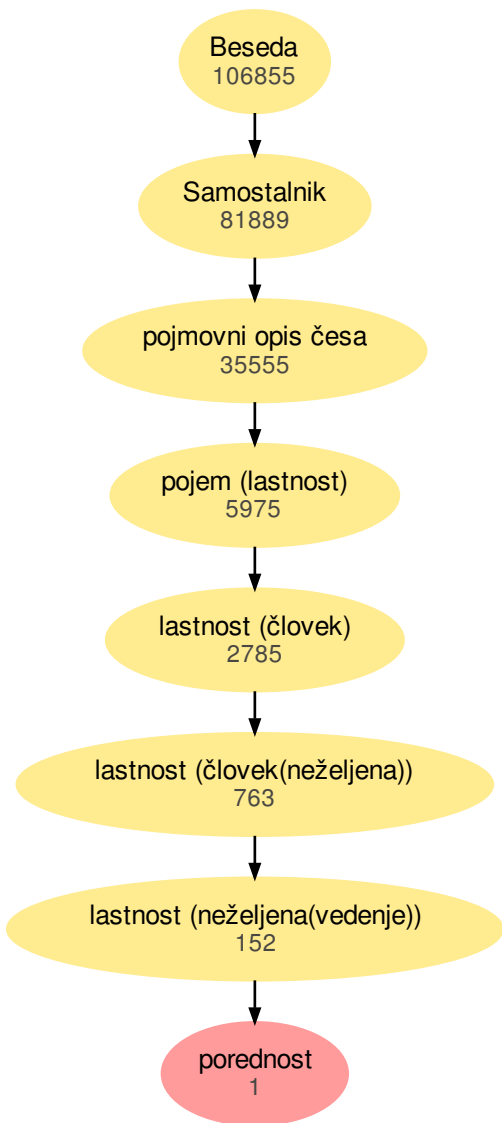 Beseda
106855
Samostalnik
81889
pojmovni opis česa
35555
pojem (lastnost)
5975
lastnost (človek)
2785
lastnost (človek(neželjena))
763
lastnost (neželjena(vedenje))
152
porednost
1